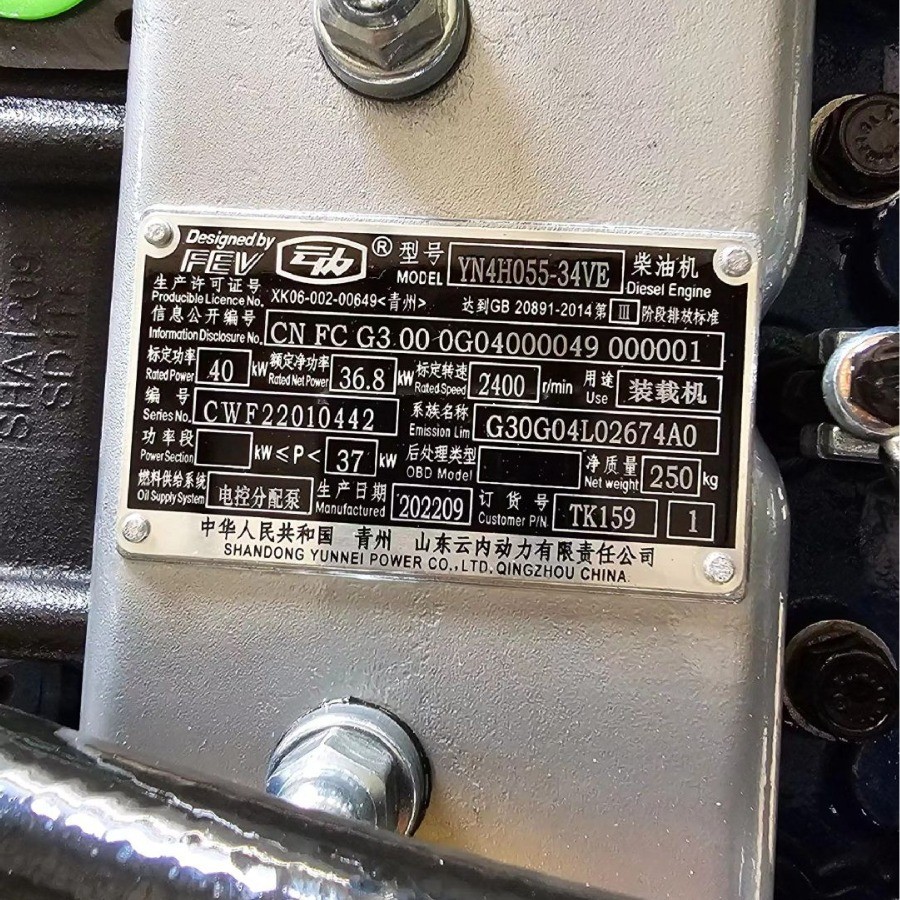 Designed by FEV 云内 ® 型号 MODEL YN4H055-34VE 柴油机 Diesel Engine
生产许可证号 Producible Licence No. XK06-002-00649<青州> 达到GB 20891-2014第 III 阶段排放标准
信息公开编号 Information Disclosure No. CN FC G3 00 0G04000049 000001
标定功率 Rated Power 40 kW 额定净功率 Rated Net Power 36.8 kW 标定转速 Rated Speed 2400 r/min 用途 Use 装载机
编号 Series No. CWF22010442 系族名称 Emission Lim G30G04L02674A0
功率段 Power Section kW≤P< 37 kW 后处理类型 OBD Model 净质量 Net weight 250 kg
燃料供给系统 Oil Supply System 电控分配泵 生产日期 Manufactured 202209 订货号 Customer P/N. TK159 1
中华人民共和国 青州 山东云内动力有限责任公司
SHANDONG YUNNEI POWER CO.,LTD.QINGZHOU CHINA.